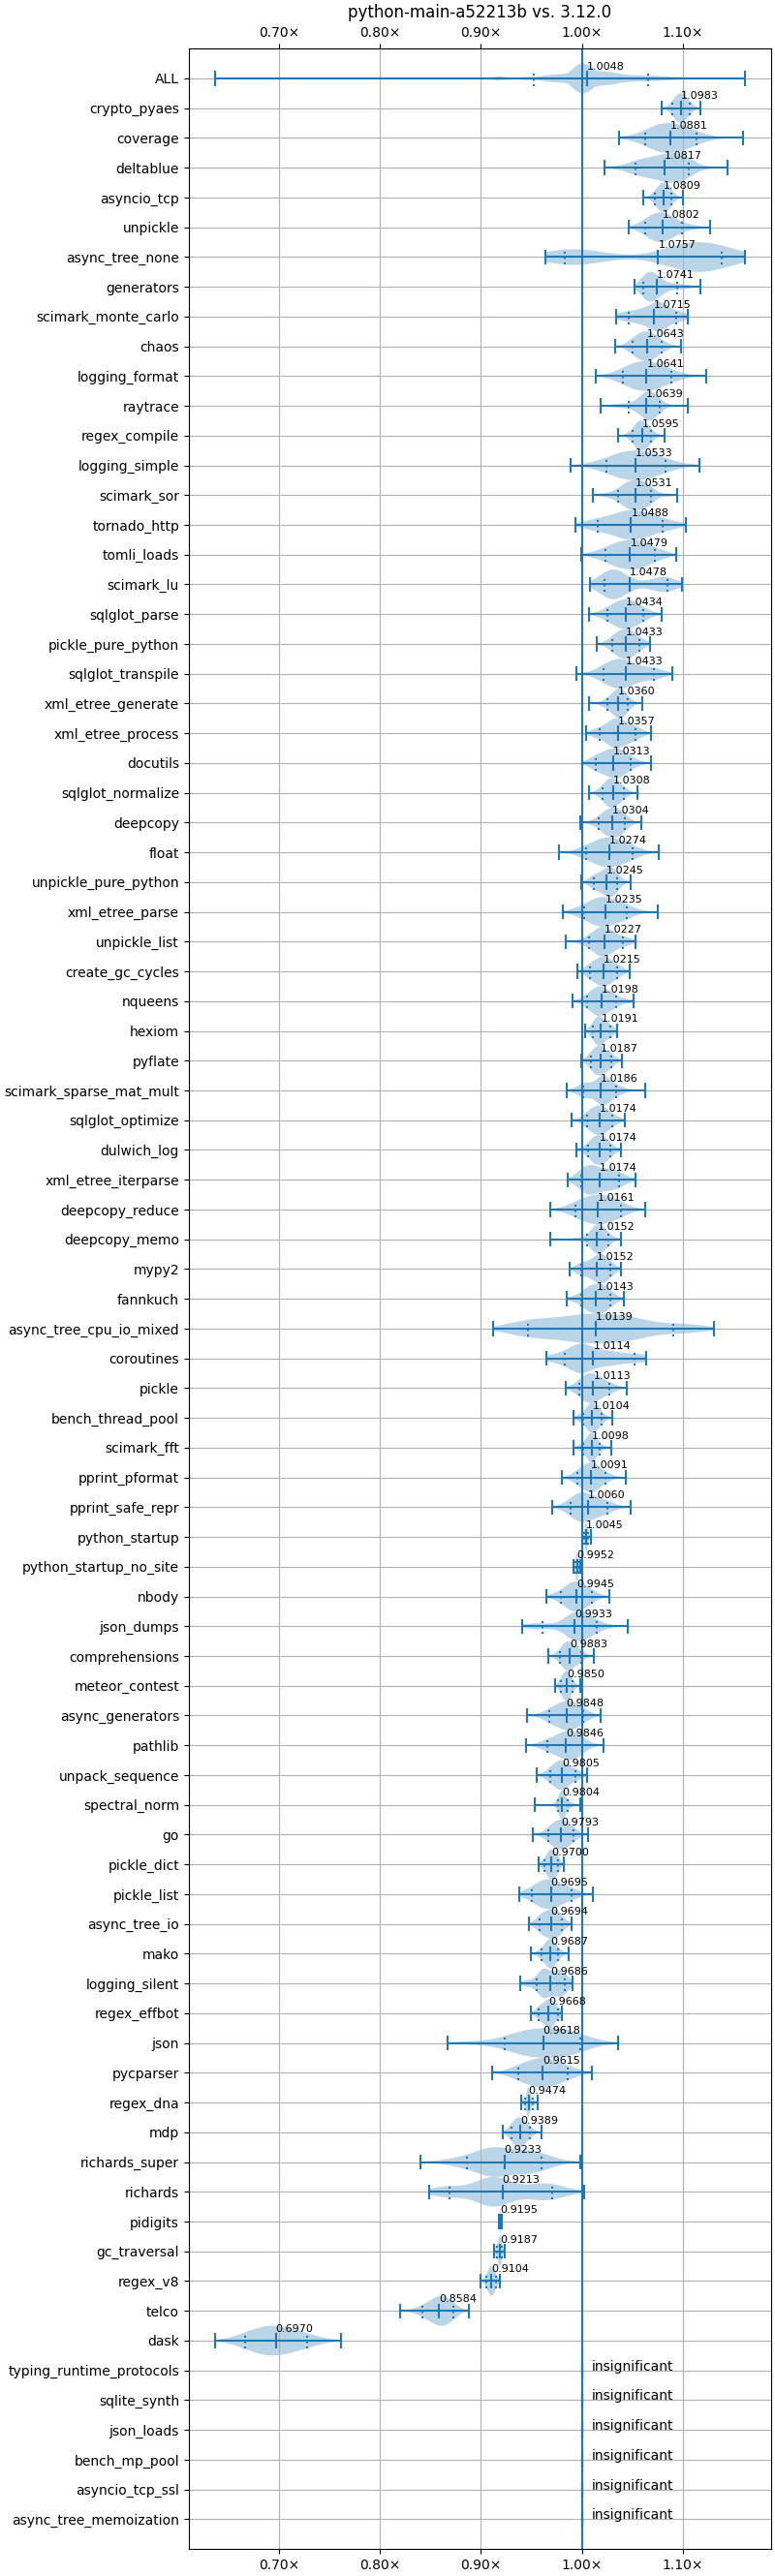 python-main-a52213b vs. 3.12.0
0.70× 0.80× 0.90× 1.00× 1.10×
ALL 1.0048
crypto_pyaes 1.0983
coverage 1.0881
deltablue 1.0817
asyncio_tcp 1.0809
unpickle 1.0802
async_tree_none 1.0757
generators 1.0741
scimark_monte_carlo 1.0715
chaos 1.0643
logging_format 1.0641
raytrace 1.0639
regex_compile 1.0595
logging_simple 1.0533
scimark_sor 1.0531
tornado_http 1.0488
tomli_loads 1.0479
scimark_lu 1.0478
sqlglot_parse 1.0434
pickle_pure_python 1.0433
sqlglot_transpile 1.0433
xml_etree_generate 1.0360
xml_etree_process 1.0357
docutils 1.0313
sqlglot_normalize 1.0308
deepcopy 1.0304
float 1.0274
unpickle_pure_python 1.0245
xml_etree_parse 1.0235
unpickle_list 1.0227
create_gc_cycles 1.0215
nqueens 1.0198
hexiom 1.0191
pyflate 1.0187
scimark_sparse_mat_mult 1.0186
sqlglot_optimize 1.0174
dulwich_log 1.0174
xml_etree_iterparse 1.0174
deepcopy_reduce 1.0161
deepcopy_memo 1.0152
mypy2 1.0152
fannkuch 1.0143
async_tree_cpu_io_mixed 1.0139
coroutines 1.0114
pickle 1.0113
bench_thread_pool 1.0104
scimark_fft 1.0098
pprint_pformat 1.0091
pprint_safe_repr 1.0060
python_startup 1.0045
python_startup_no_site 0.9952
nbody 0.9945
json_dumps 0.9933
comprehensions 0.9883
meteor_contest 0.9850
async_generators 0.9848
pathlib 0.9846
unpack_sequence 0.9805
spectral_norm 0.9804
go 0.9793
pickle_dict 0.9700
pickle_list 0.9695
async_tree_io 0.9694
mako 0.9687
logging_silent 0.9686
regex_effbot 0.9668
json 0.9618
pycparser 0.9615
regex_dna 0.9474
mdp 0.9389
richards_super 0.9233
richards 0.9213
pidigits 0.9195
gc_traversal 0.9187
regex_v8 0.9104
telco 0.8584
dask 0.6970
typing_runtime_protocols insignificant
sqlite_synth insignificant
json_loads insignificant
bench_mp_pool insignificant
asyncio_tcp_ssl insignificant
async_tree_memoization insignificant
0.70× 0.80× 0.90× 1.00× 1.10×